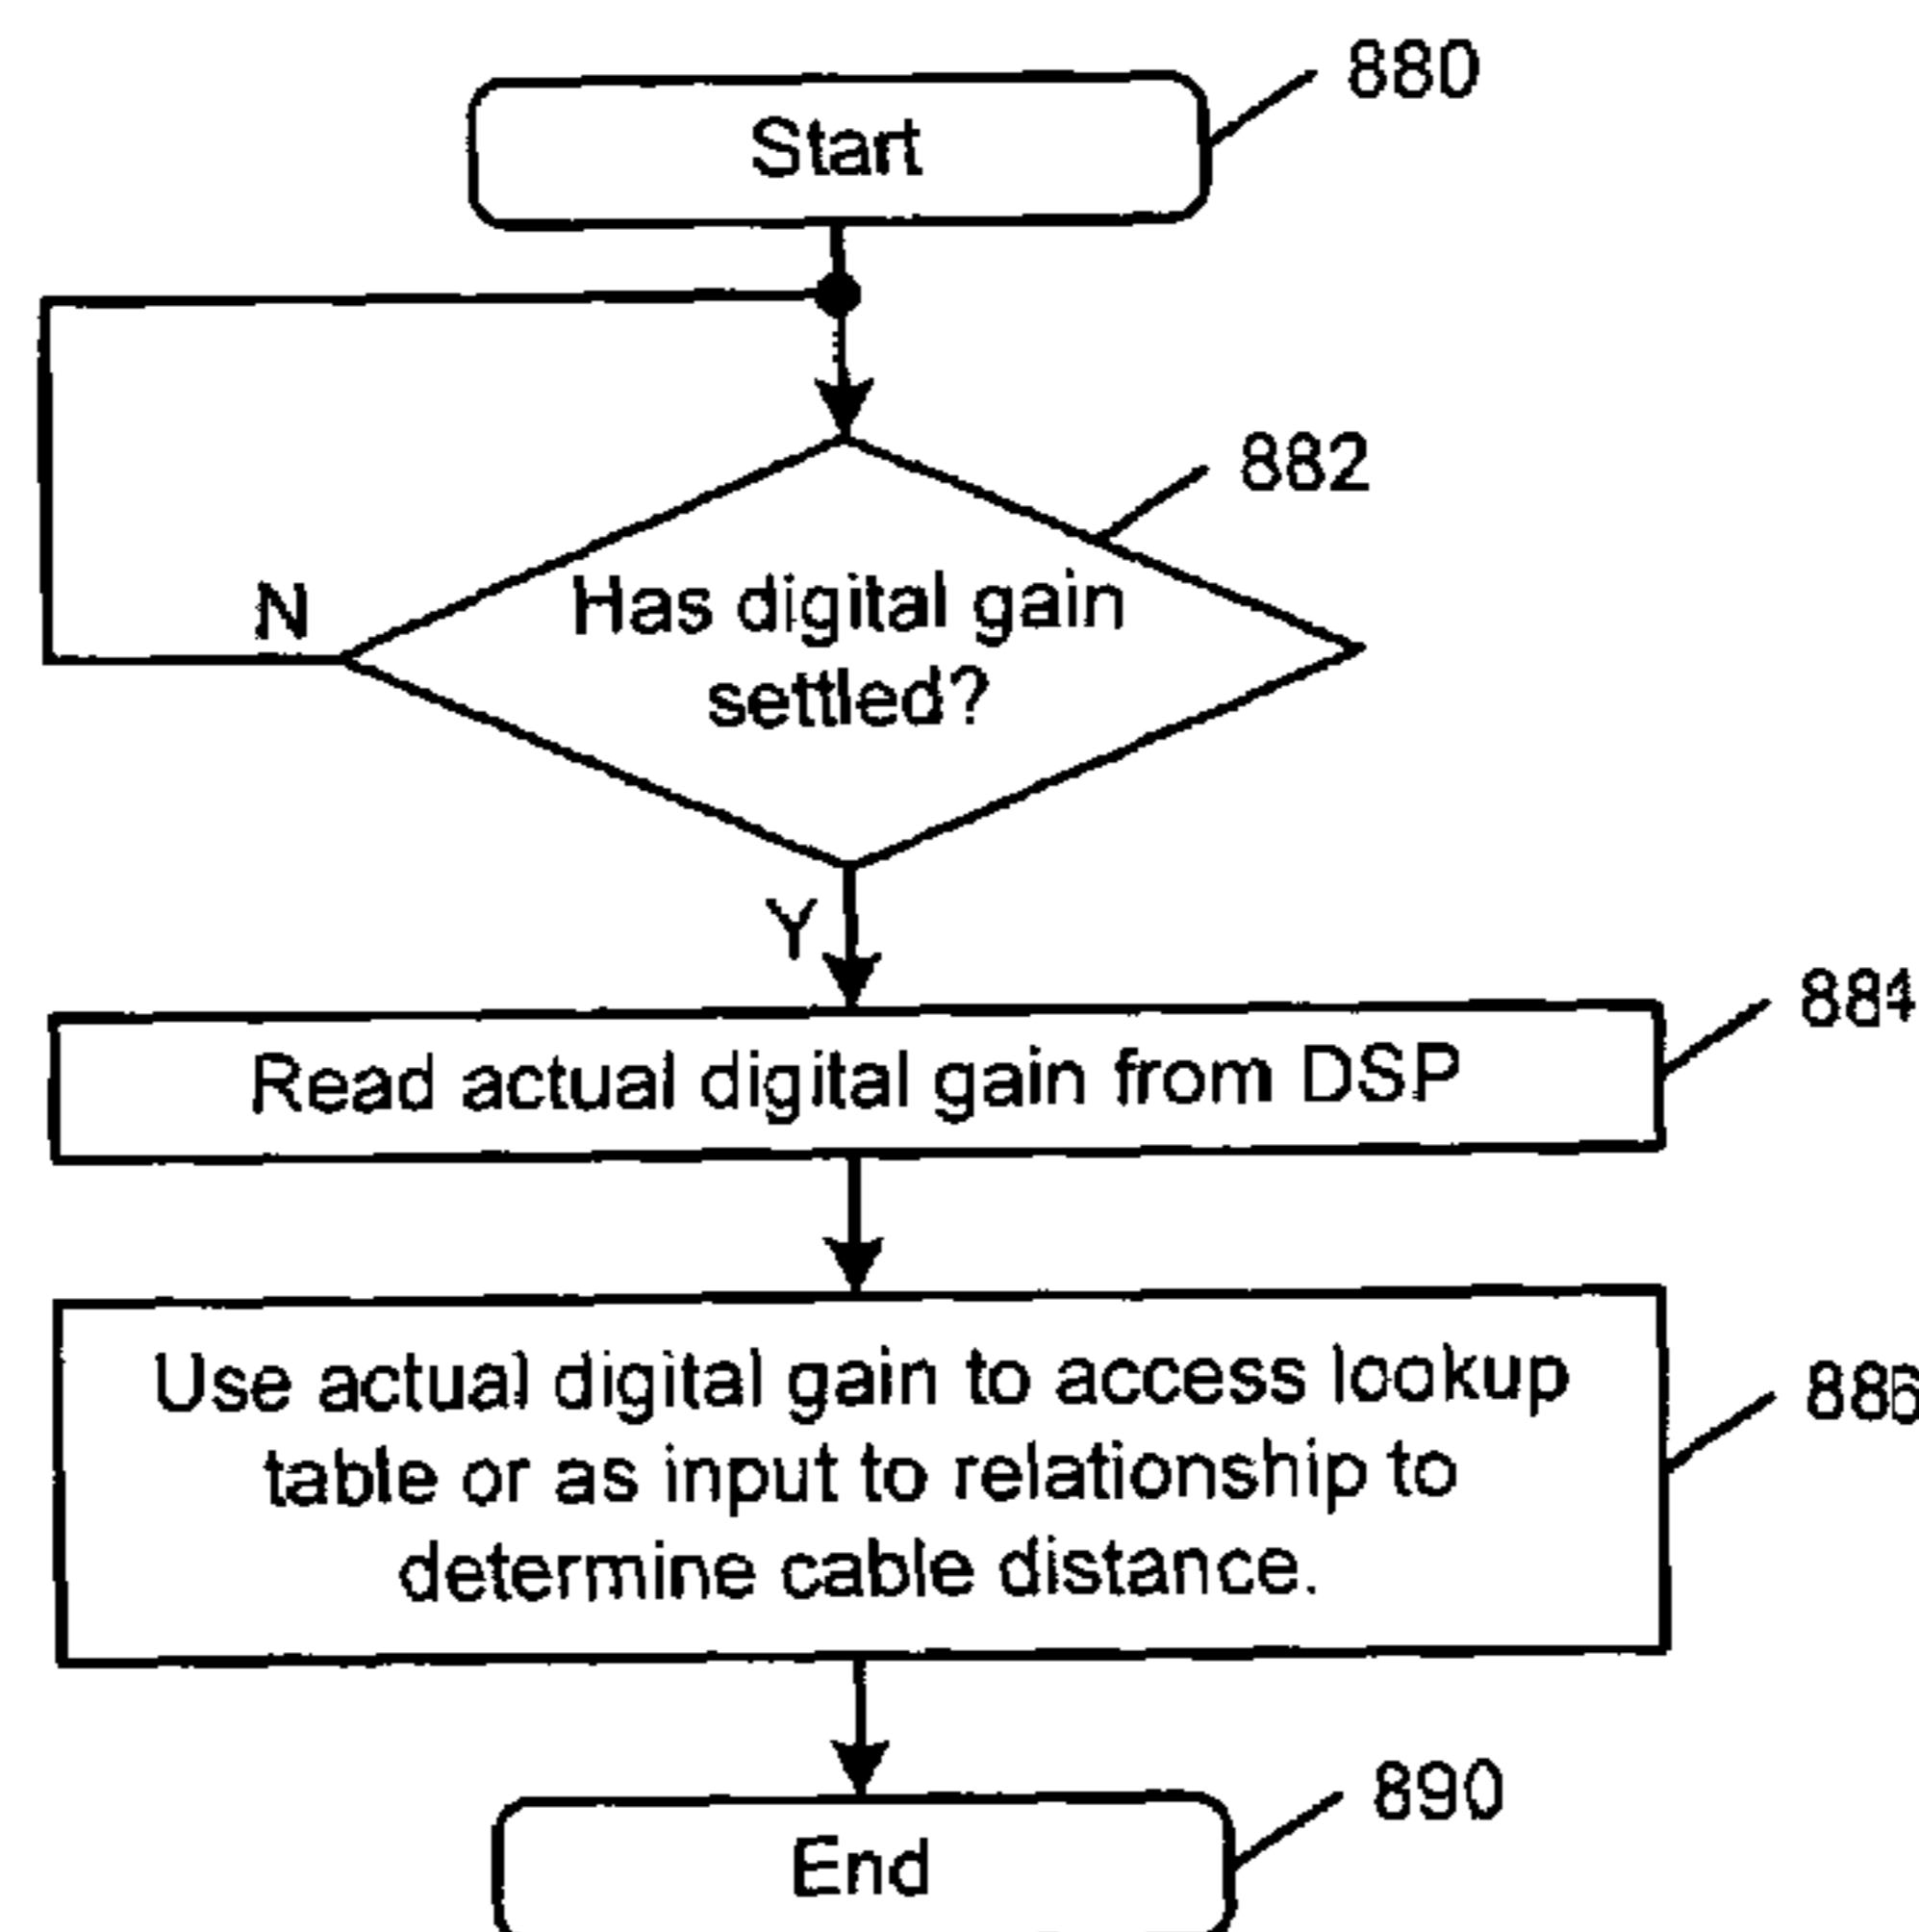 880
Start
882
Has digital gain
settled?
N
Y
884
Read actual digital gain from DSP
886
Use actual digital gain to access lookup
table or as input to relationship to
determine cable distance.
890
End